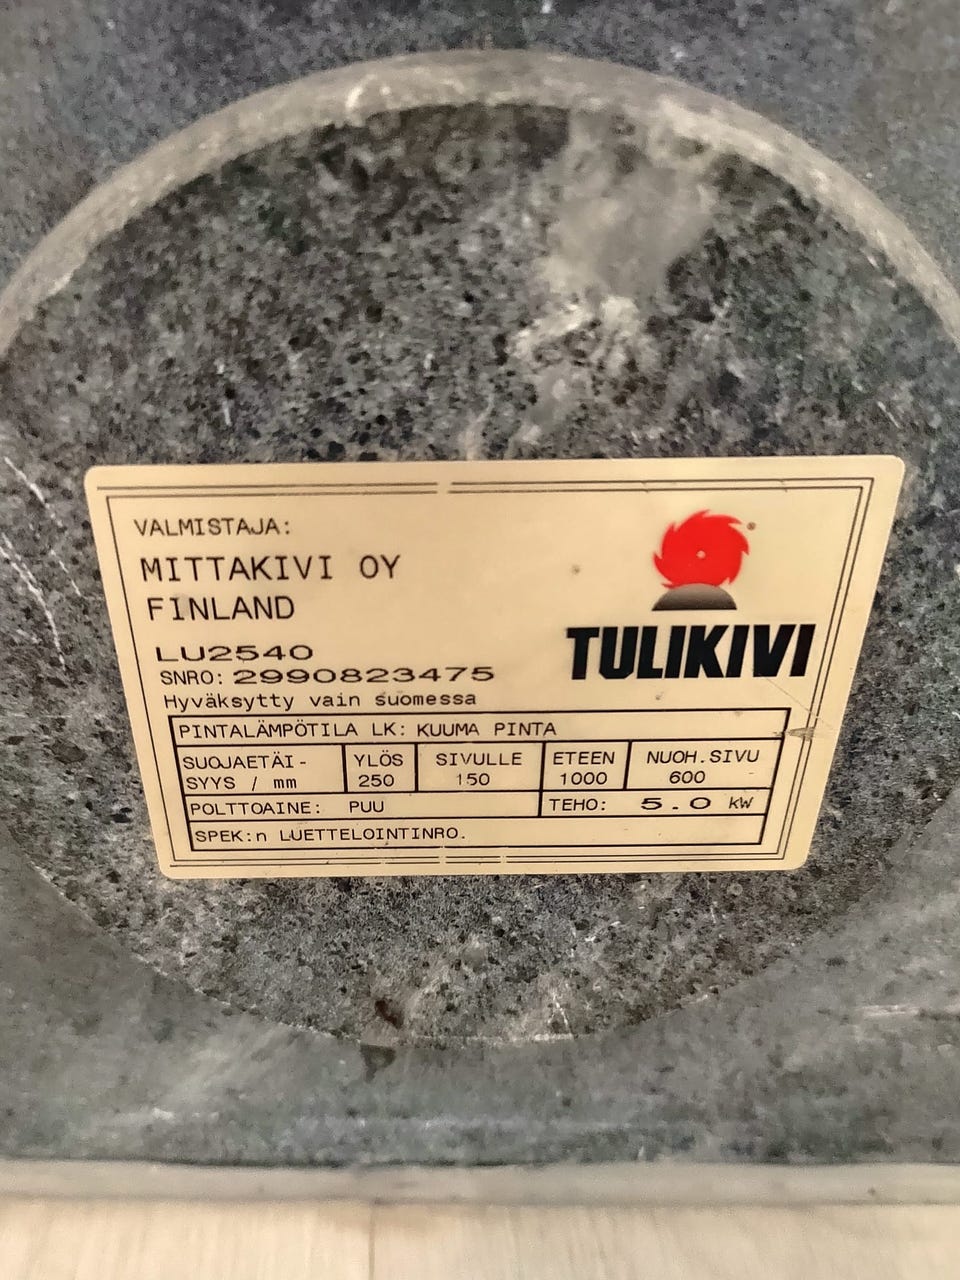 VALMISTAJA:
MITTAKIVI OY
FINLAND
LU2540
SNRO: 2990823475
Hyväksytty vain suomessa
®
TULIKIVI
PINTALÄMPÖTILA LK: KUUMA PINTA
SUOJAETÄI-
SYYS / mm
YLÖS
250
SIVULLE
150
ETEEN
1000
NUOH.SIVU
600
POLTTOAINE: PUU
TEHO: 5.0 kW
SPEK:n LUETTELOINTINRO.